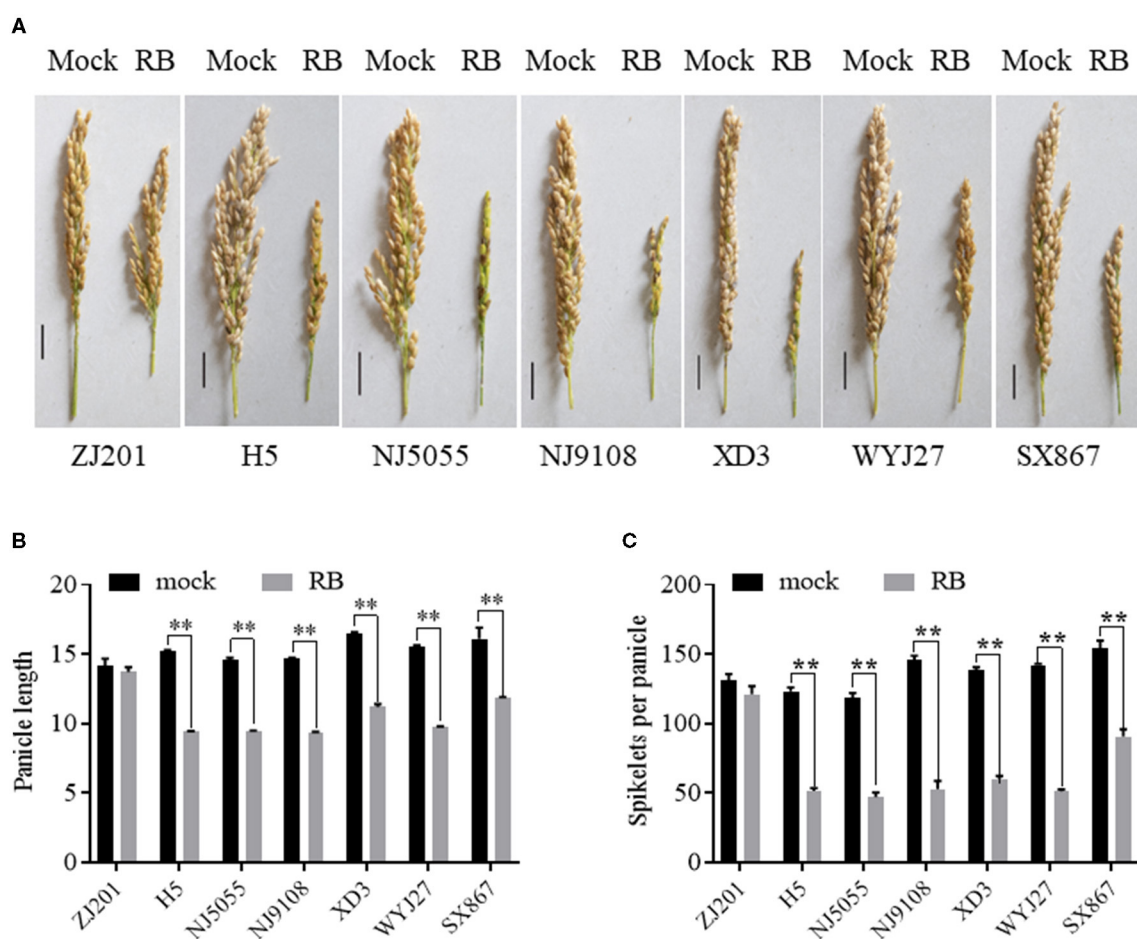 A
Mock RB Mock RB Mock RB Mock RB Mock RB Mock RB Mock RB
ZJ201 H5 NJ5055 NJ9108 XD3 WYJ27 SX867
B
mock RB
Panicle length
20
15
10
5
0
** ** ** ** ** **
ZJ201 H5 NJ5055 NJ9108 XD3 WYJ27 SX867
C
mock RB
Spikelets per panicle
200
150
100
50
0
** ** ** ** ** **
ZJ201 H5 NJ5055 NJ9108 XD3 WYJ27 SX867